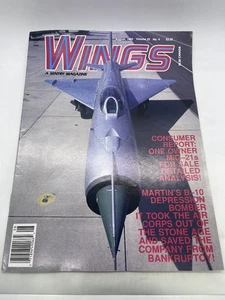 WINGS
A SENTRY MAGAZINE
CONSUMER
REPORT:
ONE OWNER
MIG-21s
FOR SALE
DETAILED
ANALYSIS!
MARTIN'S B-10
DEPRESSION
BOMBER
IT TOOK THE AIR
CORPS OUT OF
THE STONE AGE
AND SAVED THE
COMPANY FROM
BANKRUPTCY!